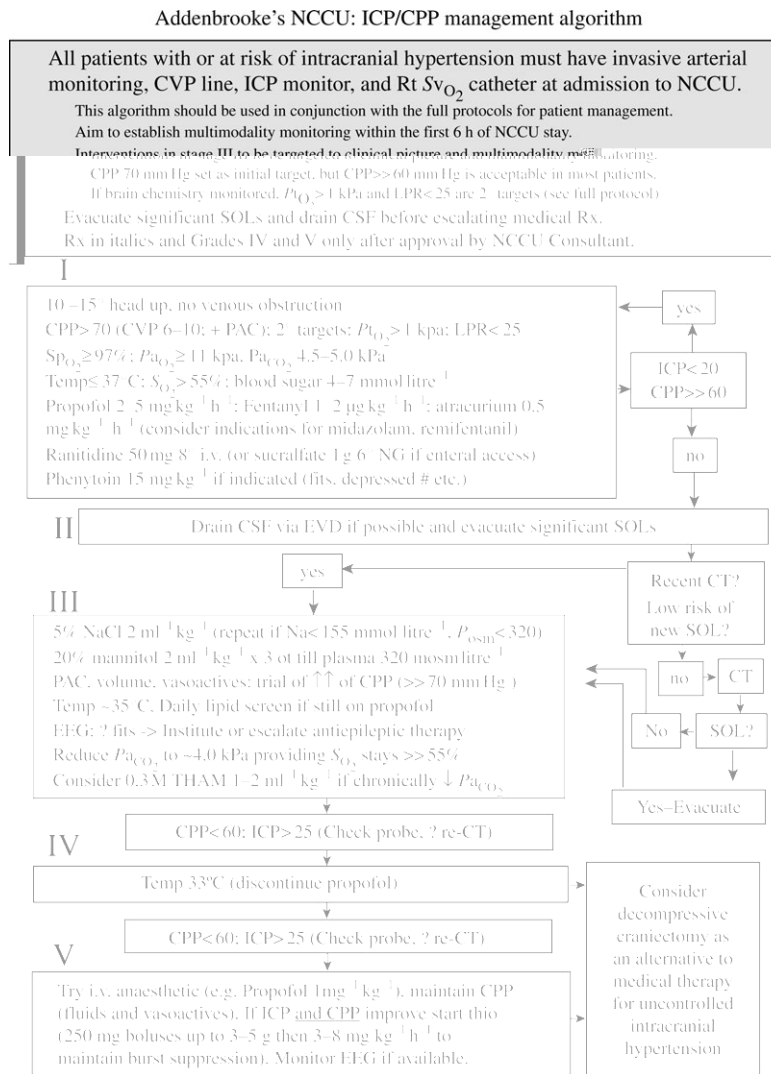 Addenbrooke's NCCU: ICP/CPP management algorithm
All patients with or at risk of intracranial hypertension must have invasive arterial
monitoring, CVP line, ICP monitor, and Rt SvO₂ catheter at admission to NCCU.
This algorithm should be used in conjunction with the full protocols for patient management.
Aim to establish multimodality monitoring within the first 6 h of NCCU stay.
Interventions in stage III to be targeted to clinical picture and multimodality monitoring.
CPP 70 mm Hg set as initial target, but CPP>>60 mm Hg is acceptable in most patients.
If brain chemistry monitored, PtO₂>1 kPa and LPR<25 are 2 targets (see full protocol)
Evacuate significant SOLs and drain CSF before escalating medical Rx.
Rx in italics and Grades IV and V only after approval by NCCU Consultant.
I
10 –15 head up, no venous obstruction
CPP>70 (CVP 6–10; + PAC); 2 targets: PtO₂>1 kpa; LPR<25
SpO₂≥97%; PaO₂≥11 kpa, PaCO₂ 4.5–5.0 kPa
Temp≤37°C; SO₂>55%; blood sugar 4–7 mmol litre⁻¹
Propofol 2–5 mg kg⁻¹ h⁻¹; Fentanyl 1–2 µg kg⁻¹ h⁻¹; atracurium 0.5
mg kg⁻¹ h⁻¹ (consider indications for midazolam, remifentanil)
Ranitidine 50 mg 8 i.v. (or sucralfate 1 g 6 NG if enteral access)
Phenytoin 15 mg kg⁻¹ if indicated (fits, depressed # etc.)
yes
ICP<20
CPP>>60
no
II
Drain CSF via EVD if possible and evacuate significant SOLs
yes
Recent CT?
Low risk of
new SOL?
no
CT
No
SOL?
Yes–Evacuate
III
5% NaCl 2 ml⁻¹ kg⁻¹ (repeat if Na<155 mmol litre⁻¹, Posm<320)
20% mannitol 2 ml⁻¹ kg⁻¹ x 3 ot till plasma 320 mosm litre⁻¹
PAC, volume, vasoactives: trial of ↑↑ of CPP (>>70 mm Hg )
Temp ~35°C, Daily lipid screen if still on propofol
EEG: ? fits -> Institute or escalate antiepileptic therapy
Reduce PaCO₂ to ~4.0 kPa providing SO₂ stays >>55%
Consider 0.3M THAM 1–2 ml⁻¹ kg⁻¹ if chronically ↓ PaCO₂
CPP<60; ICP>25 (Check probe, ? re-CT)
IV
Temp 33°C (discontinue propofol)
CPP<60; ICP>25 (Check probe, ? re-CT)
V
Try i.v. anaesthetic (e.g. Propofol 1mg⁻¹ kg⁻¹), maintain CPP
(fluids and vasoactives). If ICP and CPP improve start thio
(250 mg boluses up to 3–5 g then 3–8 mg kg⁻¹ h⁻¹ to
maintain burst suppression). Monitor EEG if available.
Consider
decompressive
craniectomy as
an alternative to
medical therapy
for uncontrolled
intracranial
hypertension